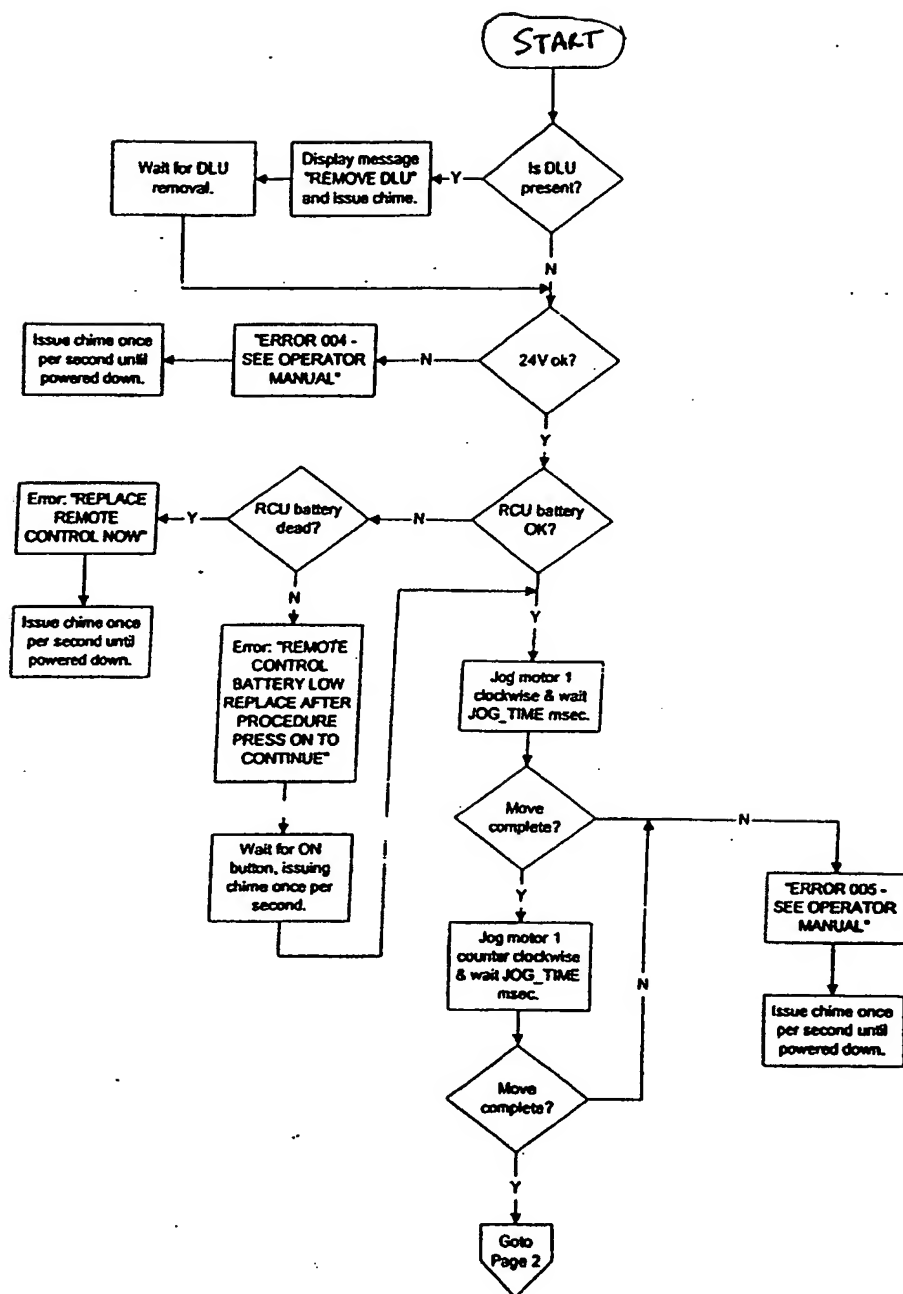 START
Is DLU
present?
Y
Display message
"REMOVE DLU"
and issue chime.
Wait for DLU
removal.
N
24V ok?
N
"ERROR 004 -
SEE OPERATOR
MANUAL"
Issue chime once
per second until
powered down.
Y
RCU battery
OK?
N
RCU battery
dead?
Y
Error: "REPLACE
REMOTE
CONTROL NOW"
Issue chime once
per second until
powered down.
N
Error: "REMOTE
CONTROL
BATTERY LOW
REPLACE AFTER
PROCEDURE
PRESS ON TO
CONTINUE"
Wait for ON
button, issuing
chime once per
second.
Y
Jog motor 1
clockwise & wait
JOG_TIME msec.
Move
complete?
N
"ERROR 005 -
SEE OPERATOR
MANUAL"
Issue chime once
per second until
powered down.
Y
Jog motor 1
counter clockwise
& wait JOG_TIME
msec.
N
Move
complete?
Y
Goto
Page 2